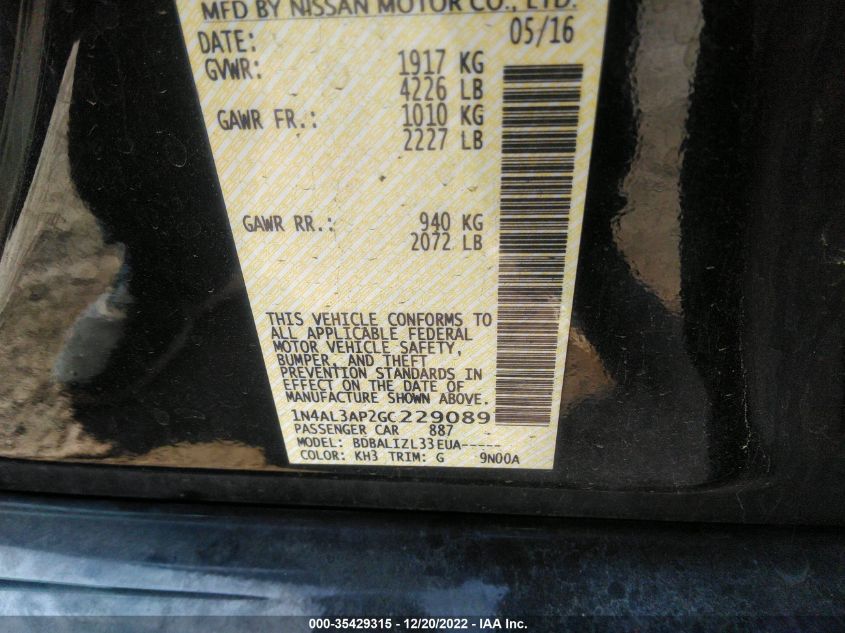 MFD BY NISSAN MOTOR CO., LTD.
DATE: 05/16
GVWR: 1917 KG
4226 LB
GAWR FR.: 1010 KG
2227 LB
GAWR RR.: 940 KG
2072 LB
THIS VEHICLE CONFORMS TO
ALL APPLICABLE FEDERAL
MOTOR VEHICLE SAFETY,
BUMPER, AND THEFT
PREVENTION STANDARDS IN
EFFECT ON THE DATE OF
MANUFACTURE SHOWN ABOVE.
1N4AL3AP2GC229089
PASSENGER CAR 887
MODEL: BDBALIZL33EUA-----
COLOR: KH3 TRIM: G 9N00A
000-35429315 - 12/20/2022 - IAA Inc.